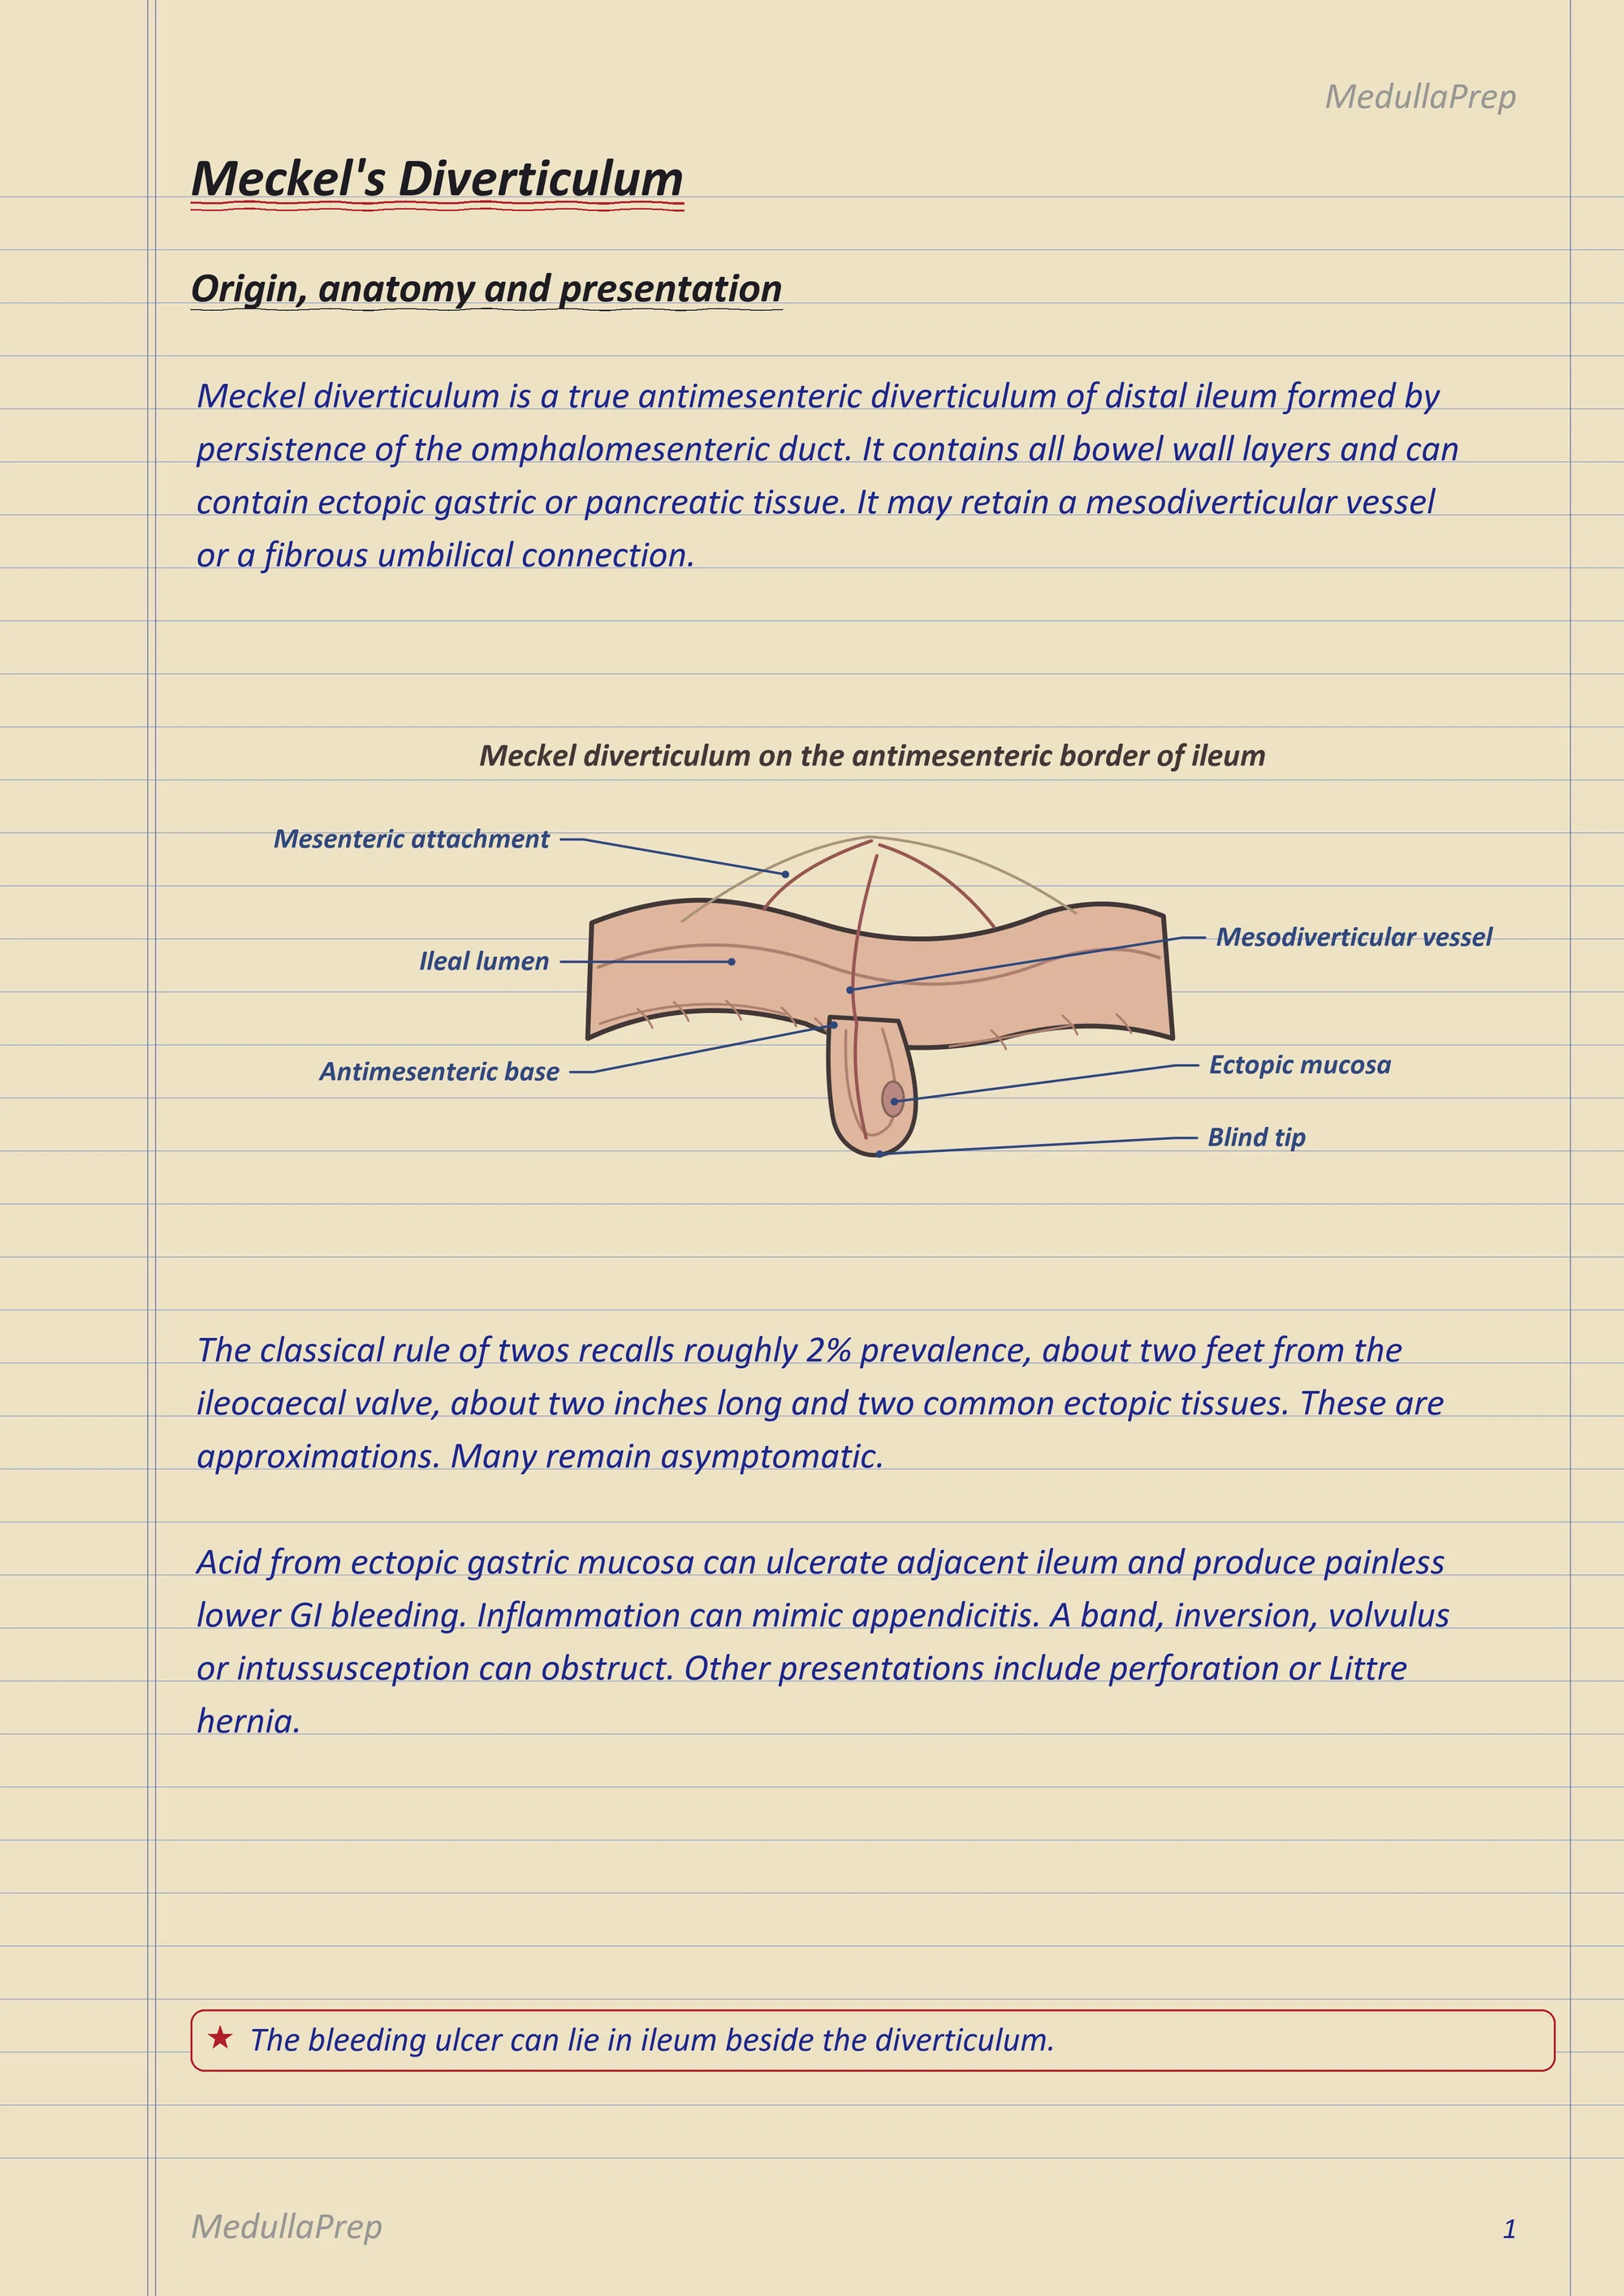 MedullaPrep
Meckel's Diverticulum
Origin, anatomy and presentation
Meckel diverticulum is a true antimesenteric diverticulum of distal ileum formed by
persistence of the omphalomesenteric duct. It contains all bowel wall layers and can
contain ectopic gastric or pancreatic tissue. It may retain a mesodiverticular vessel
or a fibrous umbilical connection.
Meckel diverticulum on the antimesenteric border of ileum
Mesenteric attachment
Mesodiverticular vessel
Ileal lumen
Antimesenteric base
Ectopic mucosa
Blind tip
The classical rule of twos recalls roughly 2% prevalence, about two feet from the
ileocaecal valve, about two inches long and two common ectopic tissues. These are
approximations. Many remain asymptomatic.
Acid from ectopic gastric mucosa can ulcerate adjacent ileum and produce painless
lower GI bleeding. Inflammation can mimic appendicitis. A band, inversion, volvulus
or intussusception can obstruct. Other presentations include perforation or Littre
hernia.
★ The bleeding ulcer can lie in ileum beside the diverticulum.
MedullaPrep
1